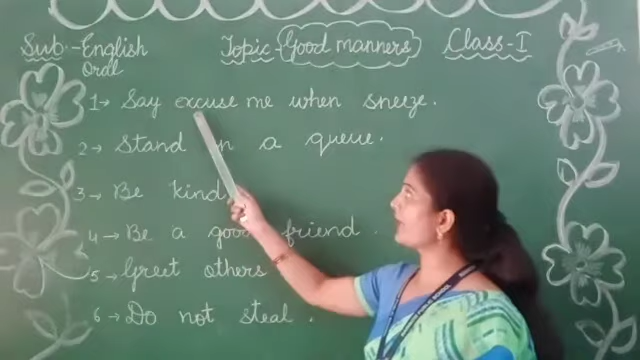 Sub:- English Topic - Good manners Class - I
Oral
1→ Say excuse me when sneeze.
2→ Stand in a queue.
3→ Be kind
4→ Be a good friend.
5→ Greet others
6→ Do not steal.